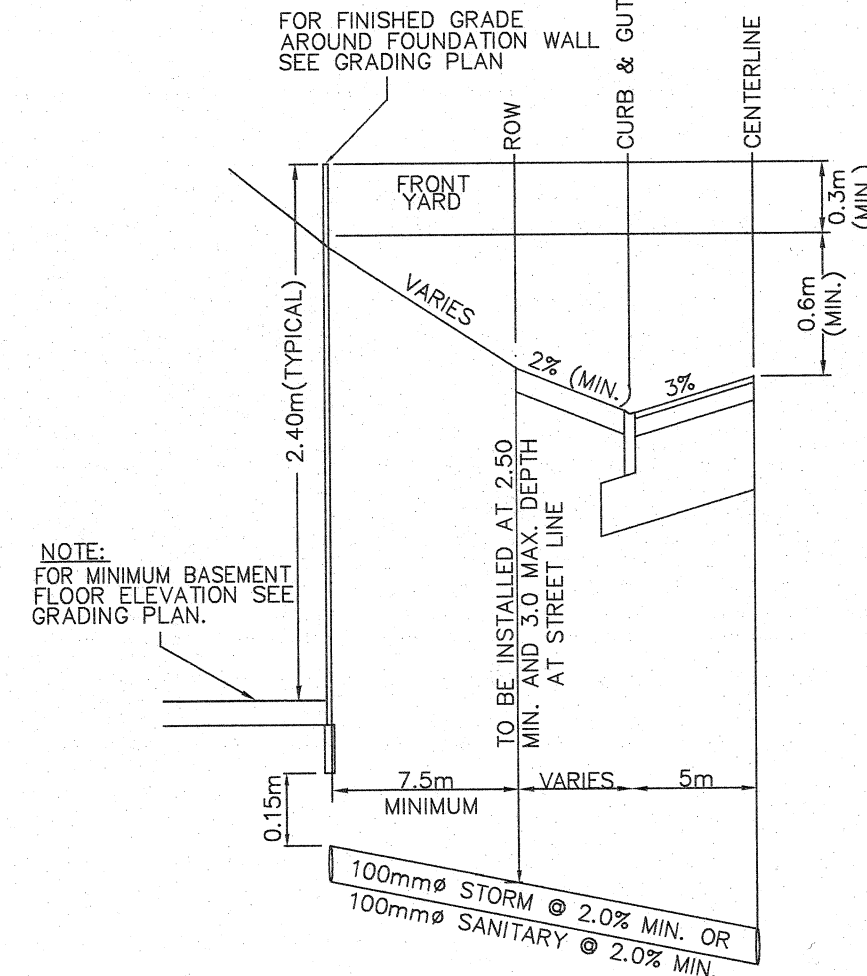 FOR FINISHED GRADE
AROUND FOUNDATION WALL
SEE GRADING PLAN
ROW
CURB & GUT
CENTERLINE
FRONT
YARD
0.3m
(MIN.)
VARIES
0.6m
(MIN.)
2.40m(TYPICAL)
2% (MIN.)
3%
TO BE INSTALLED AT 2.50
MIN. AND 3.0 MAX. DEPTH
AT STREET LINE
NOTE:
FOR MINIMUM BASEMENT
FLOOR ELEVATION SEE
GRADING PLAN.
0.15m
7.5m
MINIMUM
VARIES
5m
100mmø STORM @ 2.0% MIN. OR
100mmø SANITARY @ 2.0% MIN.